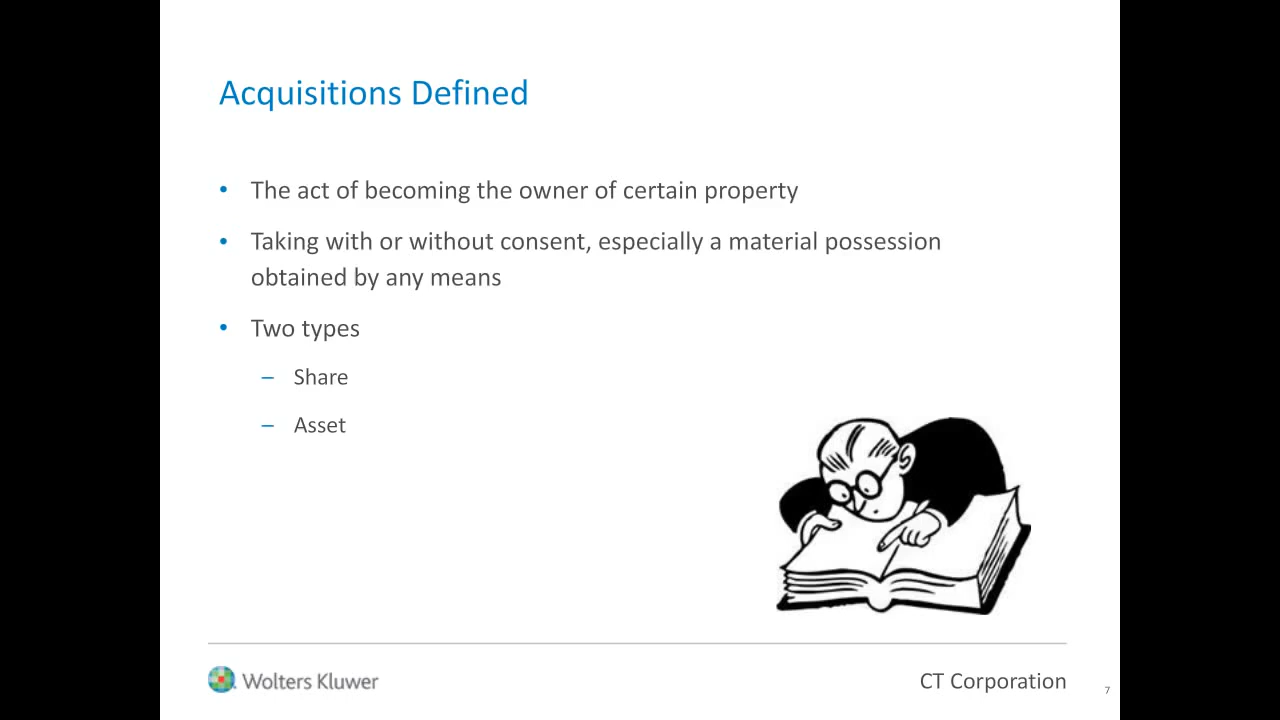 Acquisitions Defined
• The act of becoming the owner of certain property
• Taking with or without consent, especially a material possession
obtained by any means
• Two types
– Share
– Asset
Wolters Kluwer
CT Corporation
7